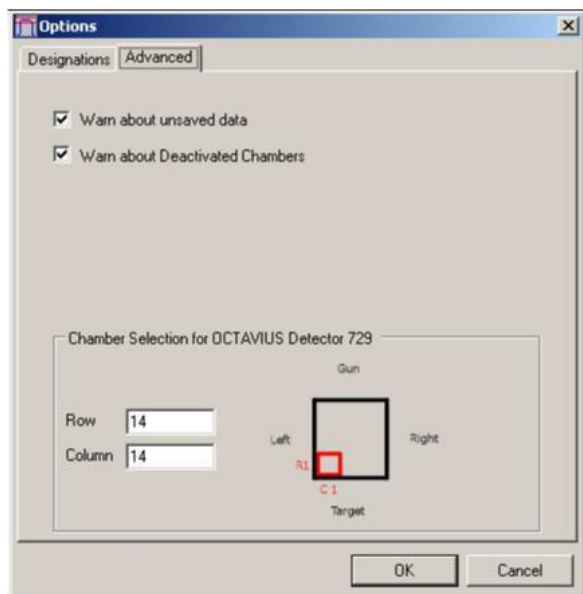 Options
Designations Advanced
Warn about unsaved data
Warn about Deactivated Chambers
Chamber Selection for OCTAVIUS Detector 729
Gun
Row 14
Left Right
Column 14
R1
C 1
Target
OK Cancel